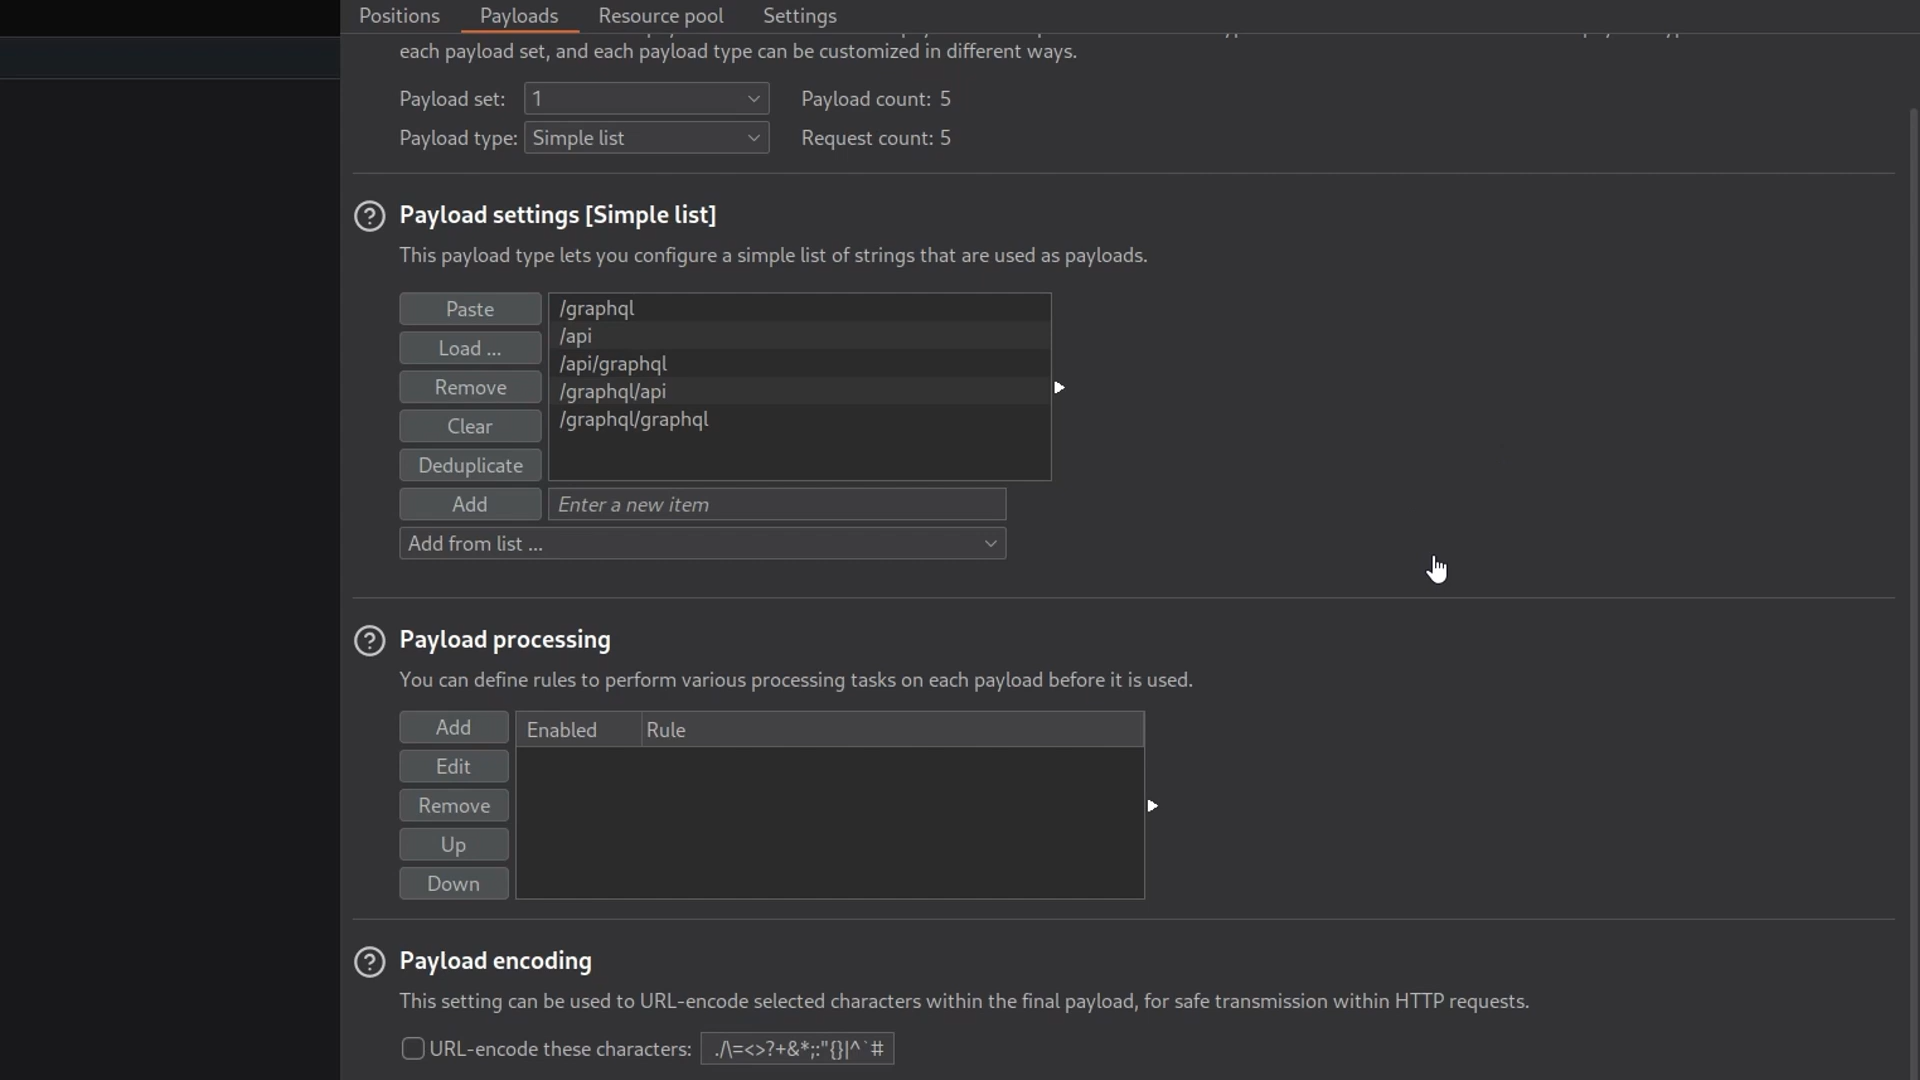 Positions Payloads Resource pool Settings
each payload set, and each payload type can be customized in different ways.
Payload set: 1 Payload count: 5
Payload type: Simple list Request count: 5
Payload settings [Simple list]
This payload type lets you configure a simple list of strings that are used as payloads.
Paste
Load ...
Remove
Clear
Deduplicate
/graphql
/api
/api/graphql
/graphql/api
/graphql/graphql
Add Enter a new item
Add from list ...
Payload processing
You can define rules to perform various processing tasks on each payload before it is used.
Add
Edit
Remove
Up
Down
Enabled Rule
Payload encoding
This setting can be used to URL-encode selected characters within the final payload, for safe transmission within HTTP requests.
URL-encode these characters: ./\=<>?+&*;:"{}|^`#